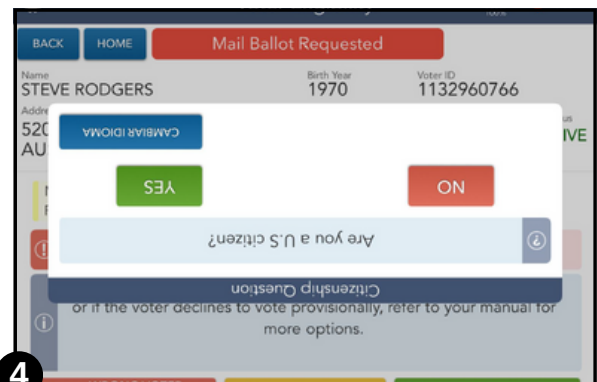 100%
BACK HOME Mail Ballot Requested
Name Birth Year Voter ID
STEVE RODGERS 1970 1132960766
520
AU
IVE
Citizenship Question
Are you a U.S citizen?
NO YES
CAMBIAR IDIOMA
or if the voter declines to vote provisionally, refer to your manual for
more options.
4